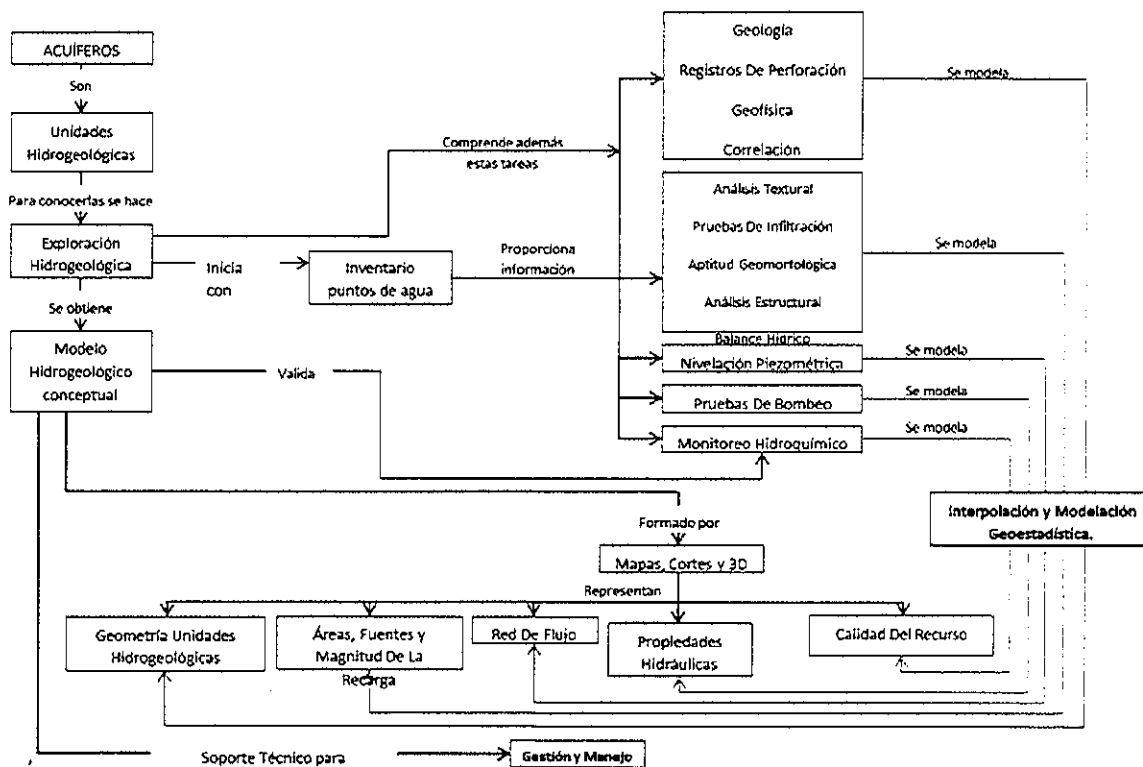 ACUÍFEROS
Son
Unidades
Hidrogeológicas
Para conocerlas se hace
Exploración
Hidrogeológica
Inicia
con
Inventario
puntos de agua
Se obtiene
Modelo
Hidrogeológico
conceptual
Valida
Comprende además
estas tareas
Proporciona
información
Geología
Registros De Perforación
Geofísica
Correlación
Se modela
Análisis Textural
Pruebas De Infiltración
Aptitud Geomorfológica
Análisis Estructural
Balance Hídrico
Se modela
Nivelación Piezométrica
Se modela
Pruebas De Bombeo
Se modela
Monitoreo Hidroquímico
Se modela
Interpolación y Modelación
Geoestadística.
Formado por
Mapas, Cortes y 3D
Representan
Geometría Unidades
Hidrogeológicas
Áreas, Fuentes y
Magnitud De La
Recarga
Red De Flujo
Propiedades
Hidráulicas
Calidad Del Recurso
Soporte Técnico para
Gestión y Manejo